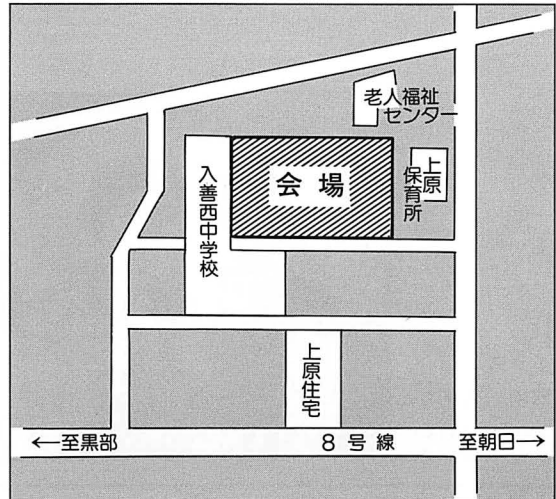 老人福祉
センター
会場
上原
保育所
入善西中学校
上原住宅
←至黒部
8号線
至朝日→